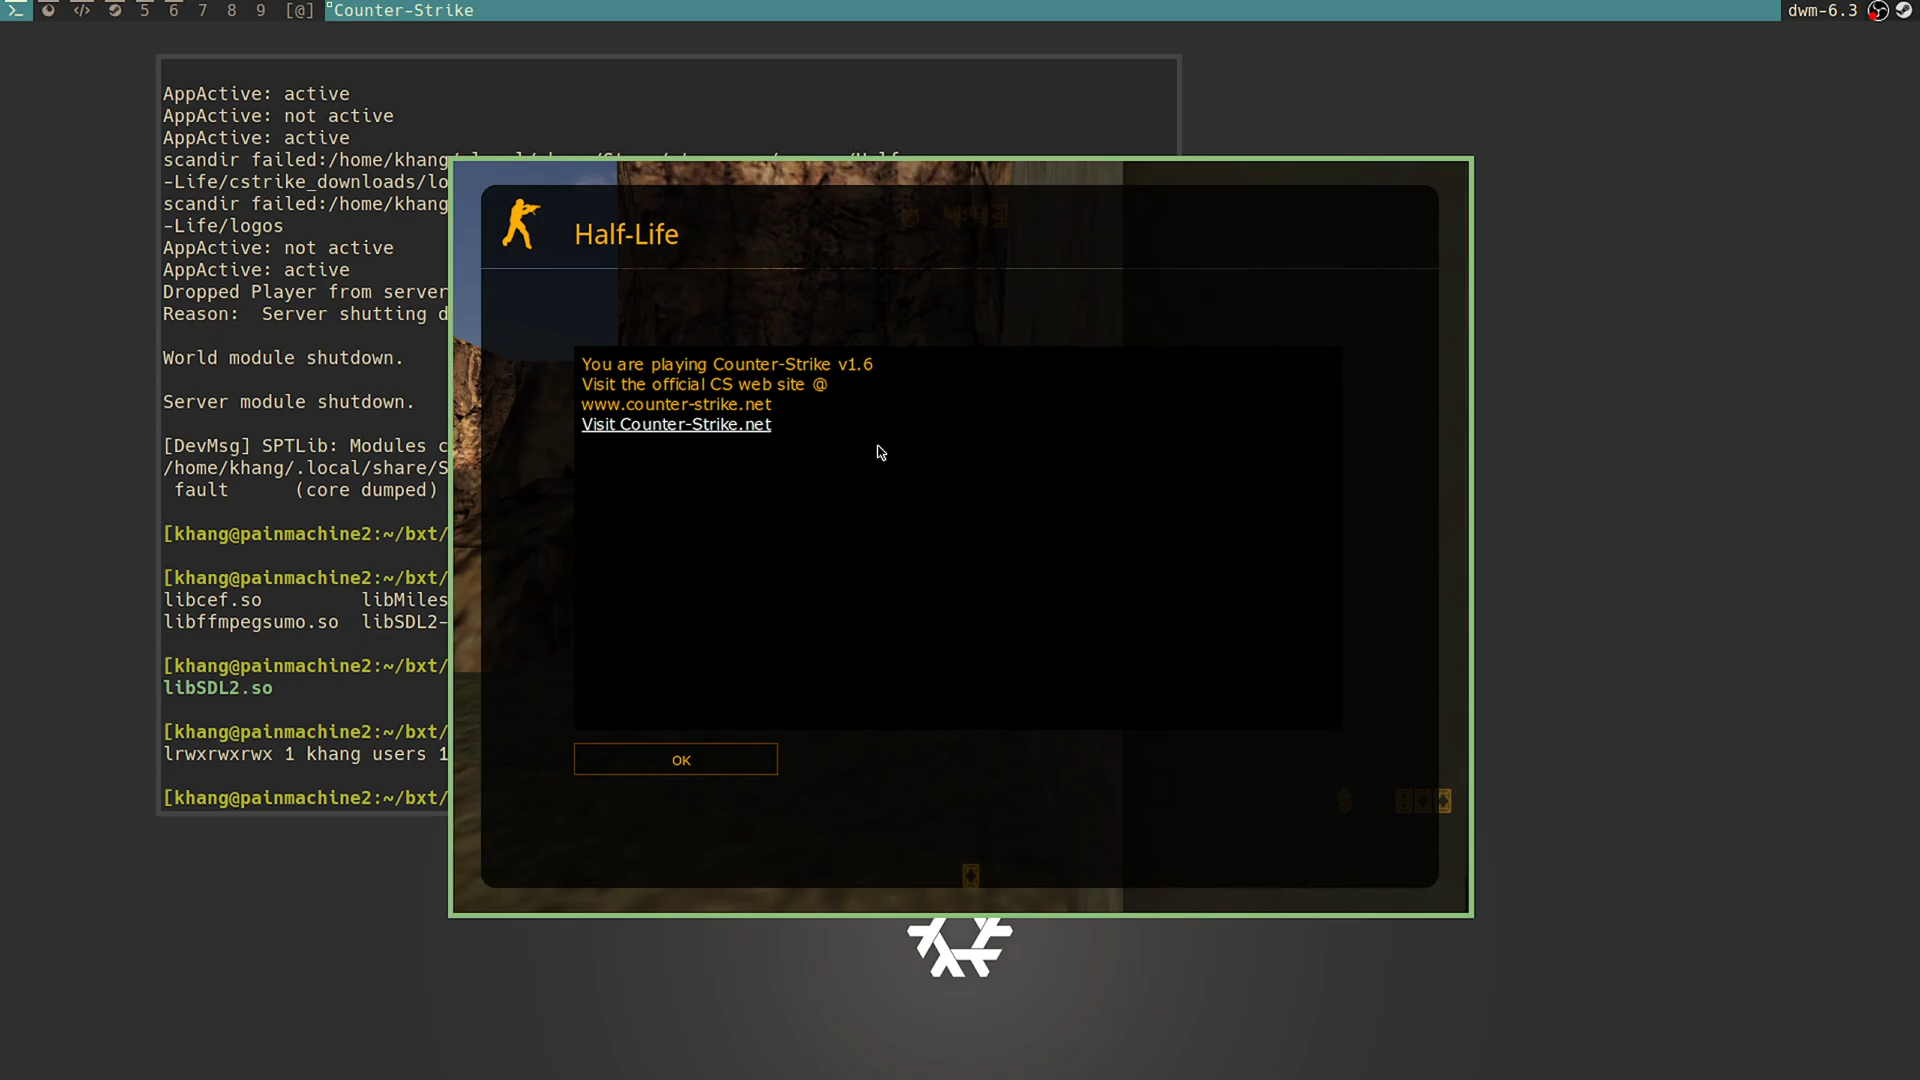 5 6 7 8 9 [@] Counter-Strike dwm-6.3
AppActive: active
AppActive: not active
AppActive: active
scandir failed:/home/khang
-Life/cstrike_downloads/lo
scandir failed:/home/khang
-Life/logos
AppActive: not active
AppActive: active
Dropped Player from server
Reason:  Server shutting d
World module shutdown.
Server module shutdown.
[DevMsg] SPTLib: Modules c
/home/khang/.local/share/S
fault      (core dumped)
[khang@painmachine2:~/bxt/
[khang@painmachine2:~/bxt/
libcef.so         libMiles
libffmpegsumo.so  libSDL2-
[khang@painmachine2:~/bxt/
libSDL2.so
[khang@painmachine2:~/bxt/
lrwxrwxrwx 1 khang users 1
[khang@painmachine2:~/bxt/
Half-Life
You are playing Counter-Strike v1.6
Visit the official CS web site @
www.counter-strike.net
Visit Counter-Strike.net
OK